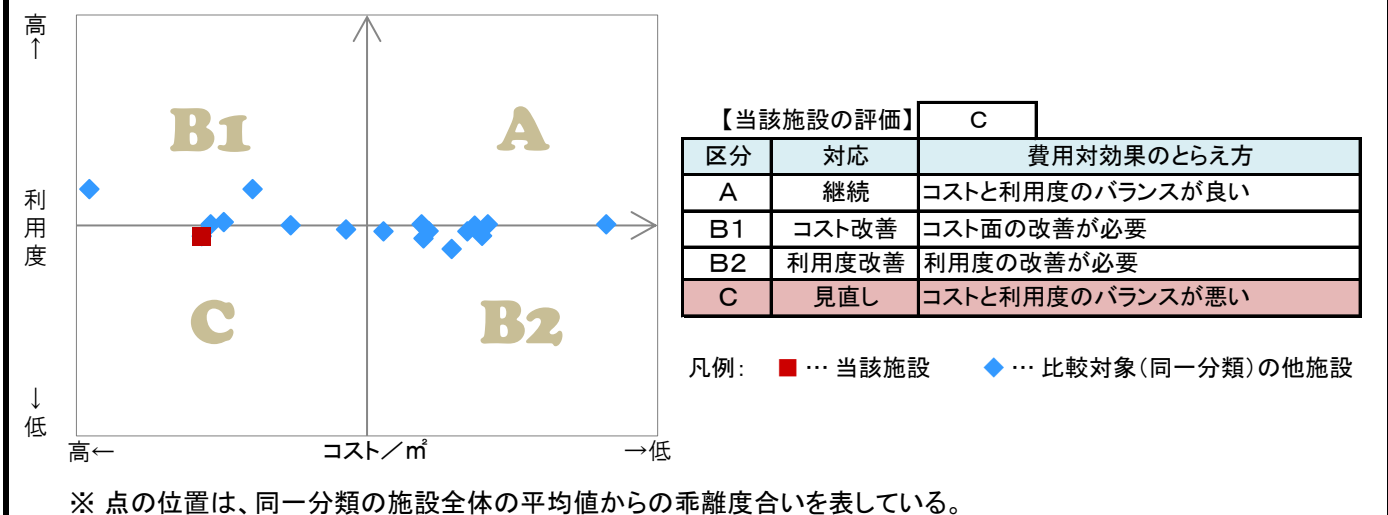 高
↑
B1
A
利
用
度
C
B2
↓
低
高←
コスト／㎡
→低
【当該施設の評価】 C
区分 対応 費用対効果のとらえ方
A 継続 コストと利用度のバランスが良い
B1 コスト改善 コスト面の改善が必要
B2 利用度改善 利用度の改善が必要
C 見直し コストと利用度のバランスが悪い
凡例： ■ … 当該施設 ◆ … 比較対象（同一分類）の他施設
※ 点の位置は、同一分類の施設全体の平均値からの乖離度合いを表している。